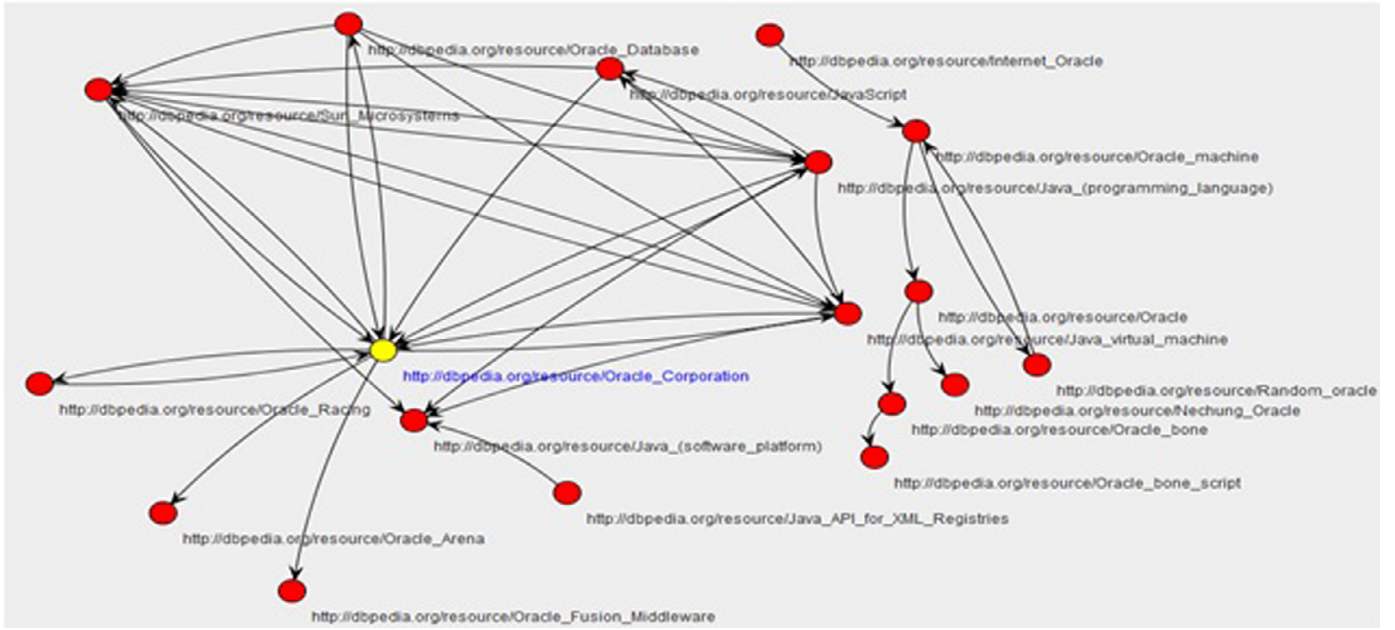 http://dbpedia.org/resource/Oracle_Database
http://dbpedia.org/resource/Internet_Oracle
http://dbpedia.org/resource/JavaScript
http://dbpedia.org/resource/Sun_Microsystems
http://dbpedia.org/resource/Oracle_machine
http://dbpedia.org/resource/Java_(programming_language)
http://dbpedia.org/resource/Oracle
http://dbpedia.org/resource/Java_virtual_machine
http://dbpedia.org/resource/Oracle_Corporation
http://dbpedia.org/resource/Random_oracle
http://dbpedia.org/resource/Oracle_Racing
http://dbpedia.org/resource/Nechung_Oracle
http://dbpedia.org/resource/Oracle_bone
http://dbpedia.org/resource/Java_(software_platform)
http://dbpedia.org/resource/Oracle_bone_script
http://dbpedia.org/resource/Java_API_for_XML_Registries
http://dbpedia.org/resource/Oracle_Arena
http://dbpedia.org/resource/Oracle_Fusion_Middleware